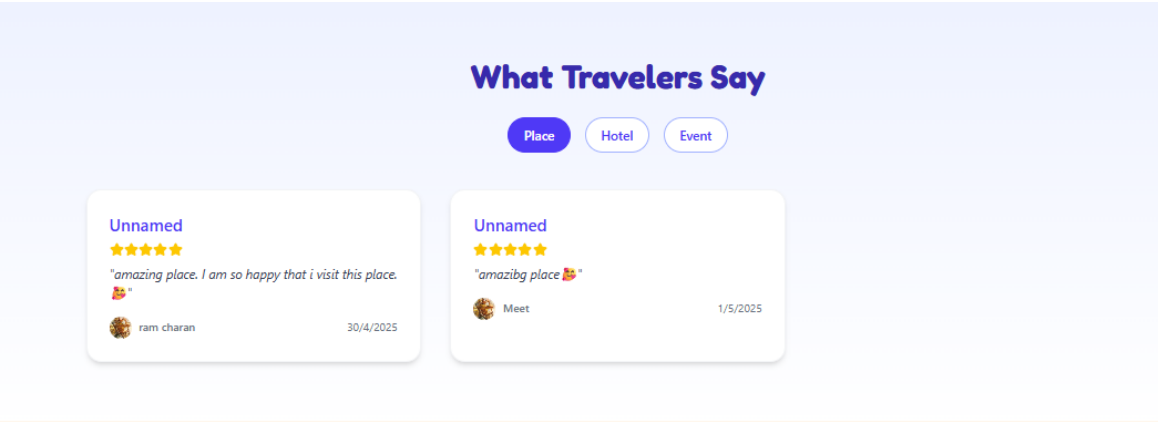 What Travelers Say
Place Hotel Event
Unnamed
"amazing place. I am so happy that i visit this place.
🥰"
ram charan 30/4/2025
Unnamed
"amazibg place 🥰"
Meet 1/5/2025